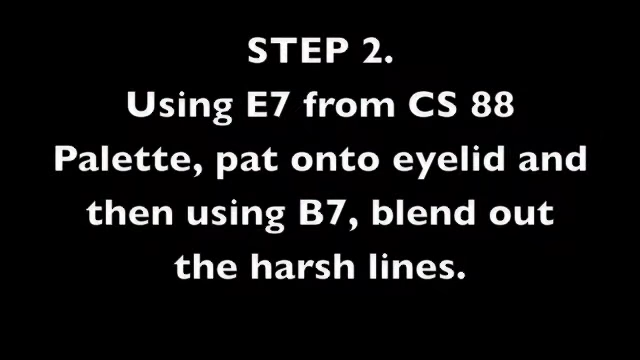 STEP 2.
Using E7 from CS 88
Palette, pat onto eyelid and
then using B7, blend out
the harsh lines.